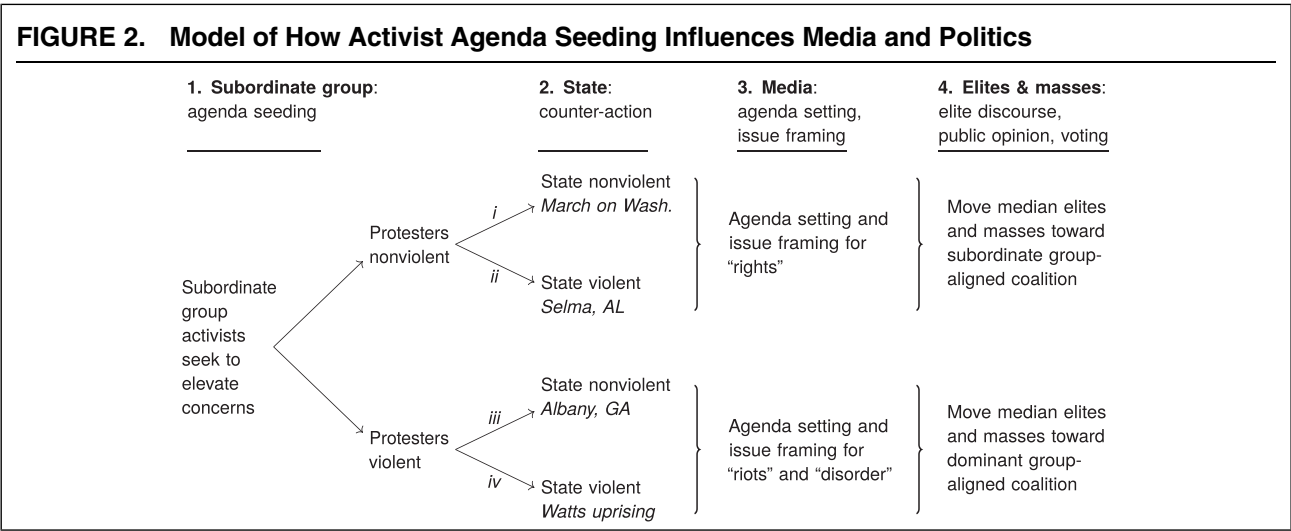 FIGURE 2. Model of How Activist Agenda Seeding Influences Media and Politics
1. Subordinate group:
agenda seeding
2. State:
counter-action
3. Media:
agenda setting,
issue framing
4. Elites & masses:
elite discourse,
public opinion, voting
Subordinate
group
activists
seek to
elevate
concerns
Protesters
nonviolent
i
ii
State nonviolent
March on Wash.
State violent
Selma, AL
Agenda setting and
issue framing for
“rights”
Move median elites
and masses toward
subordinate group-
aligned coalition
Protesters
violent
iii
iv
State nonviolent
Albany, GA
State violent
Watts uprising
Agenda setting and
issue framing for
“riots” and “disorder”
Move median elites
and masses toward
dominant group-
aligned coalition